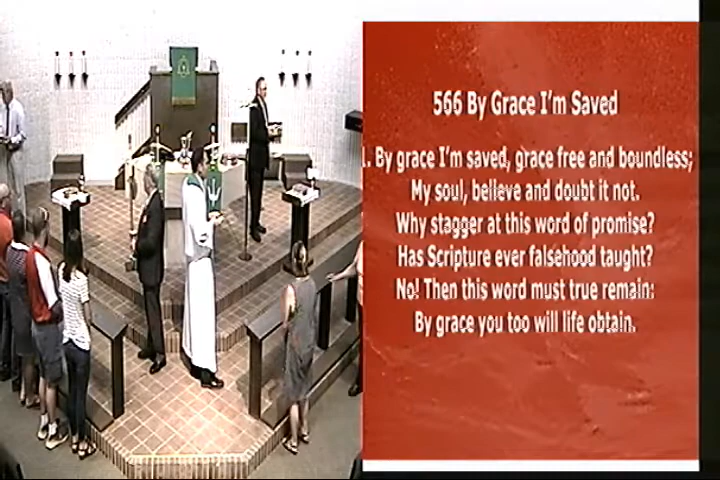 566 By Grace I'm Saved
1. By grace I'm saved, grace free and boundless;
My soul, believe and doubt it not.
Why stagger at this word of promise?
Has Scripture ever falsehood taught?
No! Then this word must true remain:
By grace you too will life obtain.